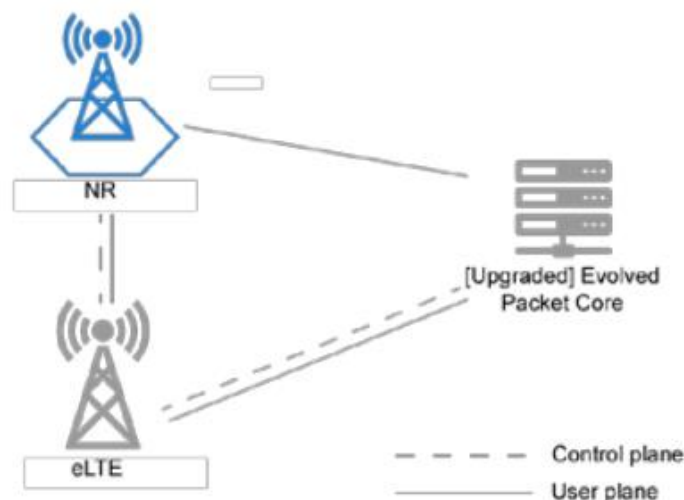 NR
[Upgraded] Evolved
Packet Core
eLTE
Control plane
User plane